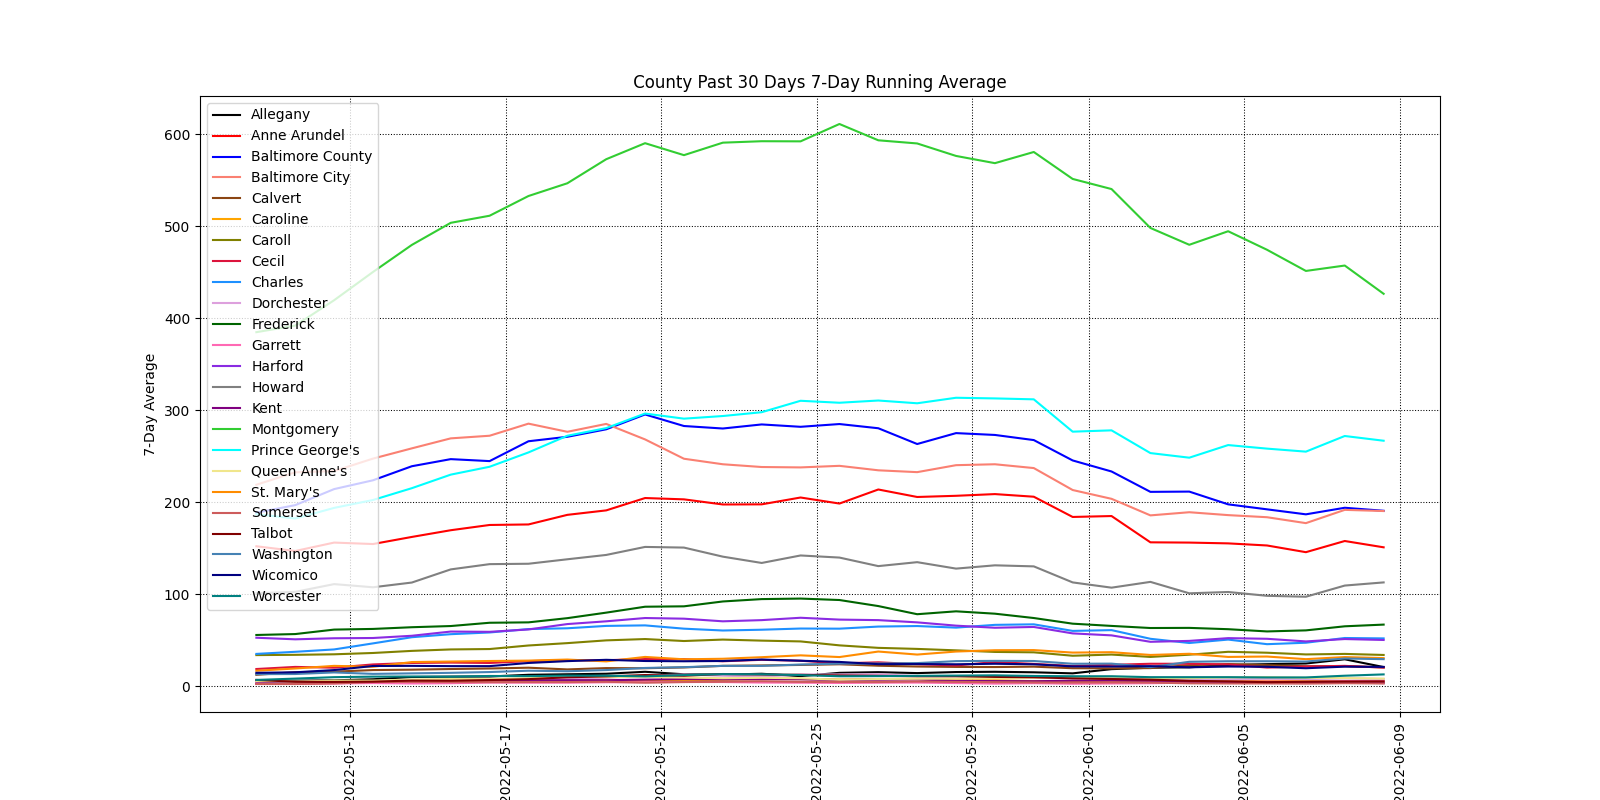 County Past 30 Days 7-Day Running Average
7-Day Average
600
500
400
300
200
100
0
Allegany
Anne Arundel
Baltimore County
Baltimore City
Calvert
Caroline
Caroll
Cecil
Charles
Dorchester
Frederick
Garrett
Harford
Howard
Kent
Montgomery
Prince George's
Queen Anne's
St. Mary's
Somerset
Talbot
Washington
Wicomico
Worcester
2022-05-13
2022-05-17
2022-05-21
2022-05-25
2022-05-29
2022-06-01
2022-06-05
2022-06-09